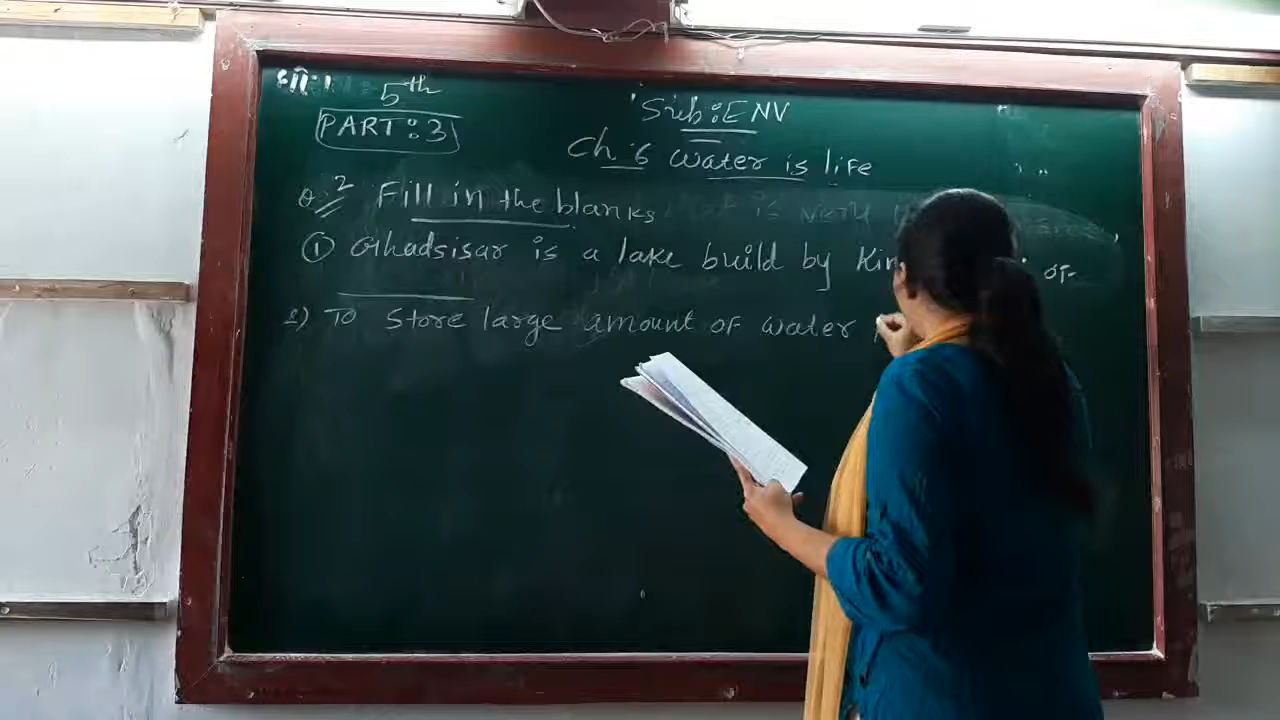 5th
PART:3
Sub:ENV
Ch.6 Water is life
Q.2 Fill in the blanks
① Ghadsisar is a lake build by Kin of
2) To store large amount of water